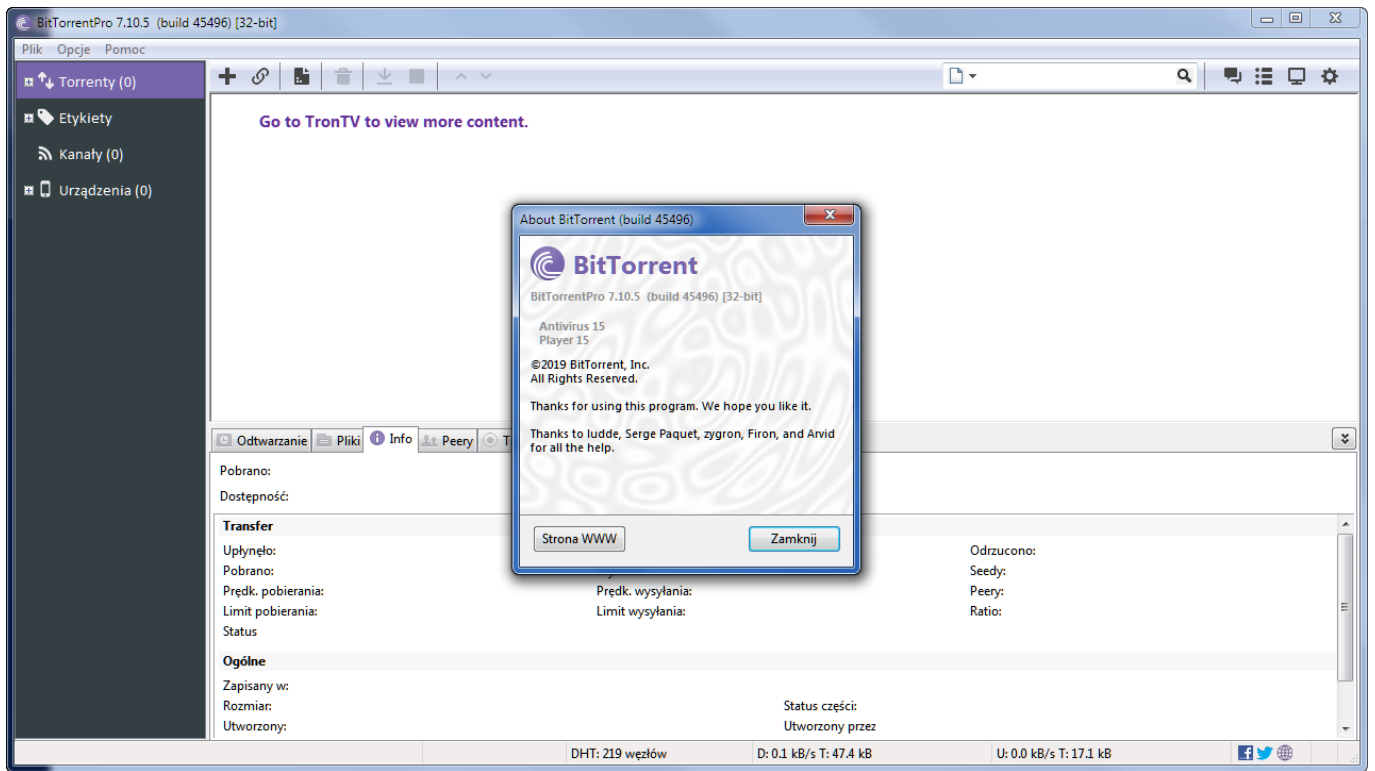 BitTorrentPro 7.10.5 (build 45496) [32-bit]
Plik Opcje Pomoc
Torrenty (0)
Etykiety
Kanały (0)
Urządzenia (0)
Go to TronTV to view more content.
About BitTorrent (build 45496)
BitTorrent
BitTorrentPro 7.10.5 (build 45496) [32-bit]
Antivirus 15
Player 15
©2019 BitTorrent, Inc.
All Rights Reserved.
Thanks for using this program. We hope you like it.
Thanks to ludde, Serge Paquet, zygron, Firon, and Arvid
for all the help.
Strona WWW Zamknij
Odtwarzanie Pliki Info Peery
Pobrano:
Dostępność:
Transfer
Upłynęło: Odrzucono:
Pobrano: Seedy:
Prędk. pobierania: Prędk. wysyłania: Peery:
Limit pobierania: Limit wysyłania: Ratio:
Status
Ogólne
Zapisany w:
Rozmiar: Status części:
Utworzony: Utworzony przez
DHT: 219 węzłów D: 0.1 kB/s T: 47.4 kB U: 0.0 kB/s T: 17.1 kB